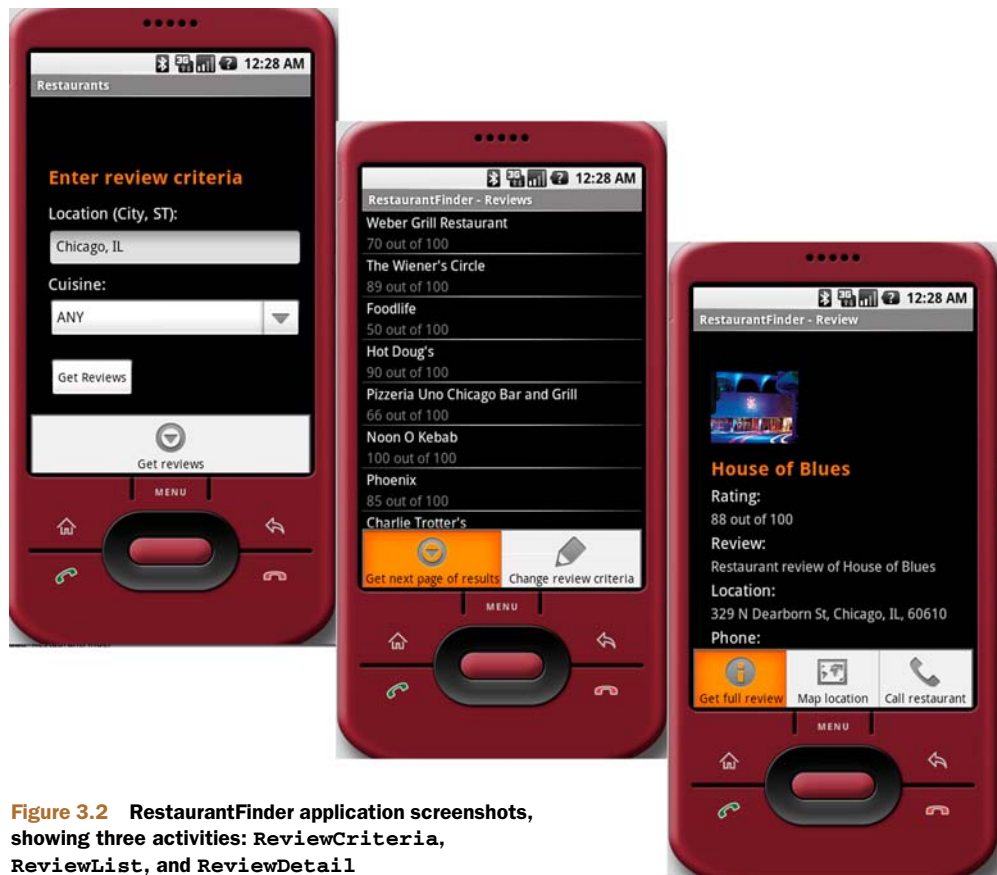 12:28 AM
Restaurants
Enter review criteria
Location (City, ST):
Chicago, IL
Cuisine:
ANY
Get Reviews
Get reviews
MENU
12:28 AM
RestaurantFinder - Reviews
Weber Grill Restaurant
70 out of 100
The Wiener's Circle
89 out of 100
Foodlife
50 out of 100
Hot Doug's
90 out of 100
Pizzeria Uno Chicago Bar and Grill
66 out of 100
Noon O Kebab
100 out of 100
Phoenix
85 out of 100
Charlie Trotter's
Get next page of results
Change review criteria
MENU
12:28 AM
RestaurantFinder - Review
House of Blues
Rating:
88 out of 100
Review:
Restaurant review of House of Blues
Location:
329 N Dearborn St, Chicago, IL, 60610
Phone:
Get full review
Map location
Call restaurant
MENU
Figure 3.2 RestaurantFinder application screenshots,
showing three activities: ReviewCriteria,
ReviewList, and ReviewDetail